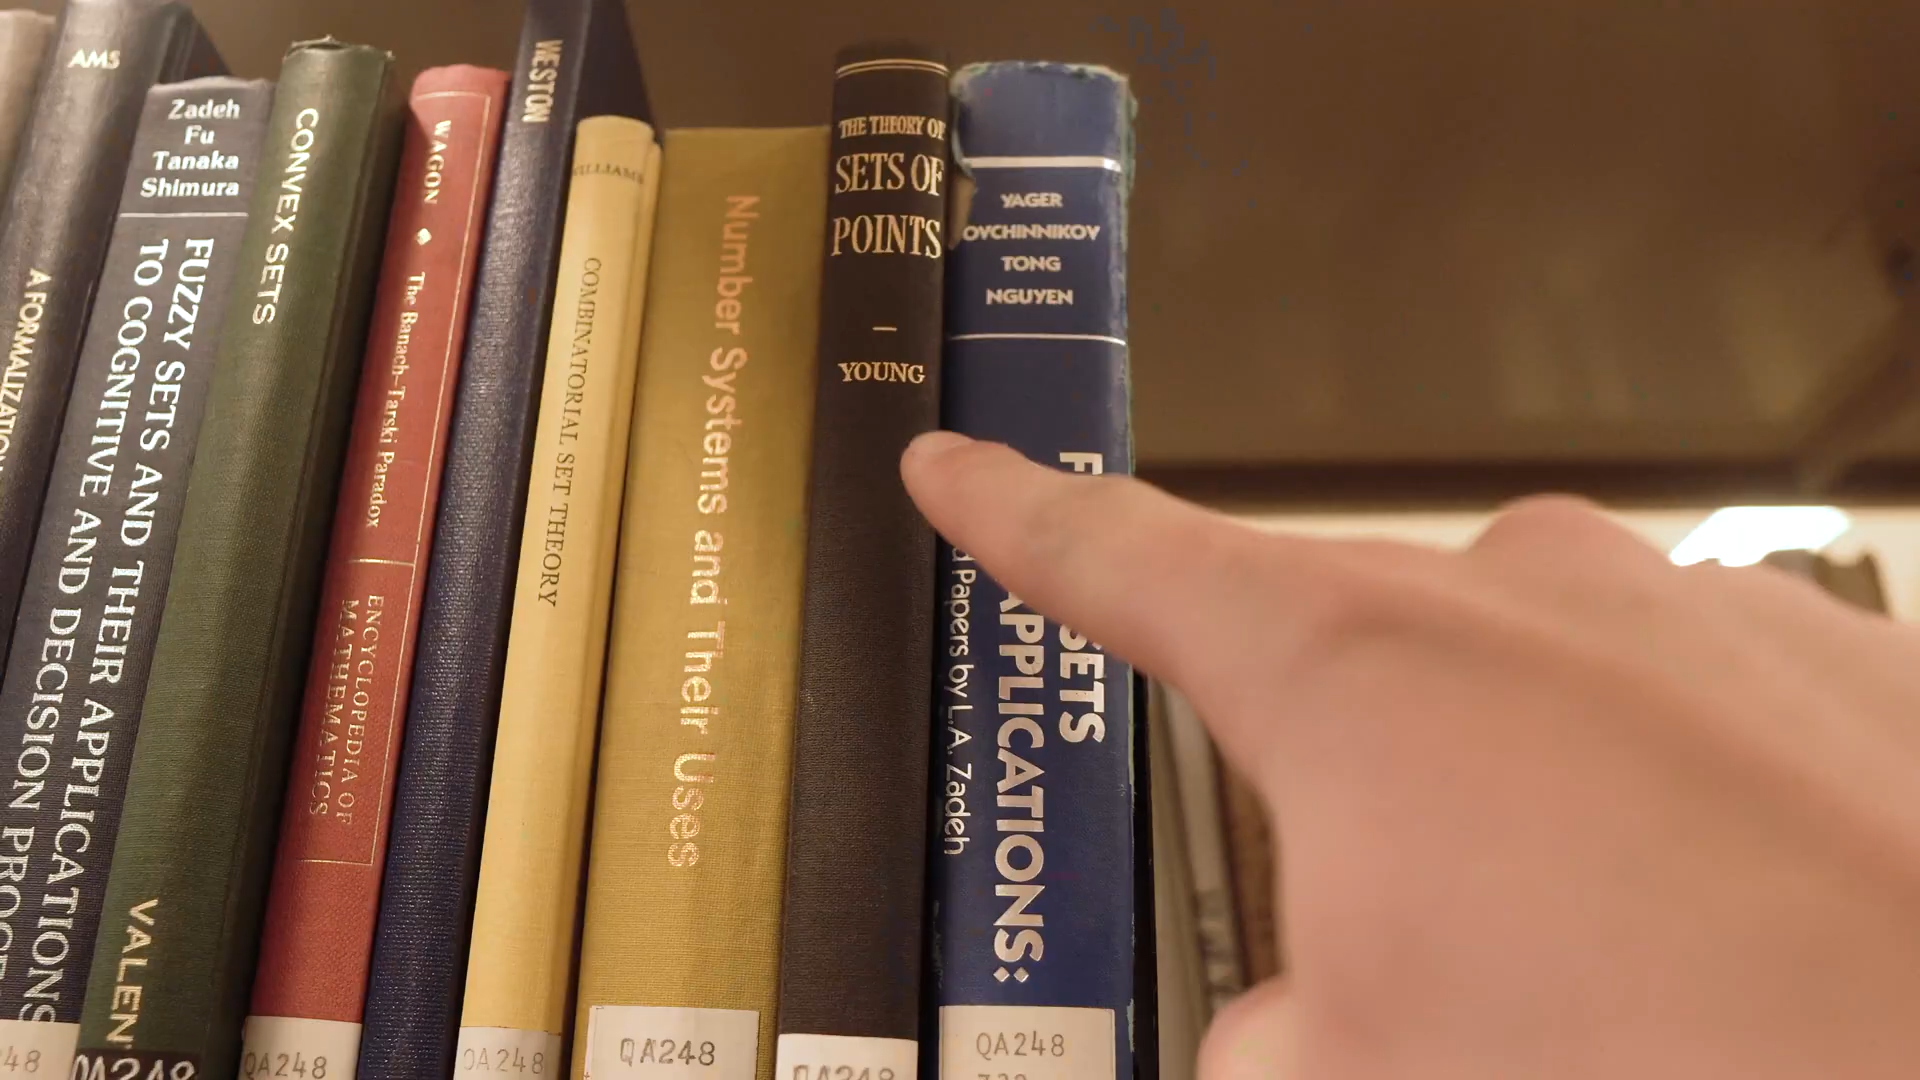 AMS
A FORMALIZATION
Zadeh
Fu
Tanaka
Shimura
FUZZY SETS AND THEIR APPLICATIONS
TO COGNITIVE AND DECISION
CONVEX SETS
VALEN
QA248
WAGON
The Banach-Tarski Paradox
ENCYCLOPEDIA OF
MATHEMATICS
QA248
WESTON
WILLIAMS
COMBINATORIAL SET THEORY
QA248
Number Systems and Their Uses
QA248
THE THEORY OF
SETS OF
POINTS
YOUNG
QA248
YAGER
OVCHINNIKOV
TONG
NGUYEN
SETS
APPLICATIONS:
Papers by L.A. Zadeh
QA248